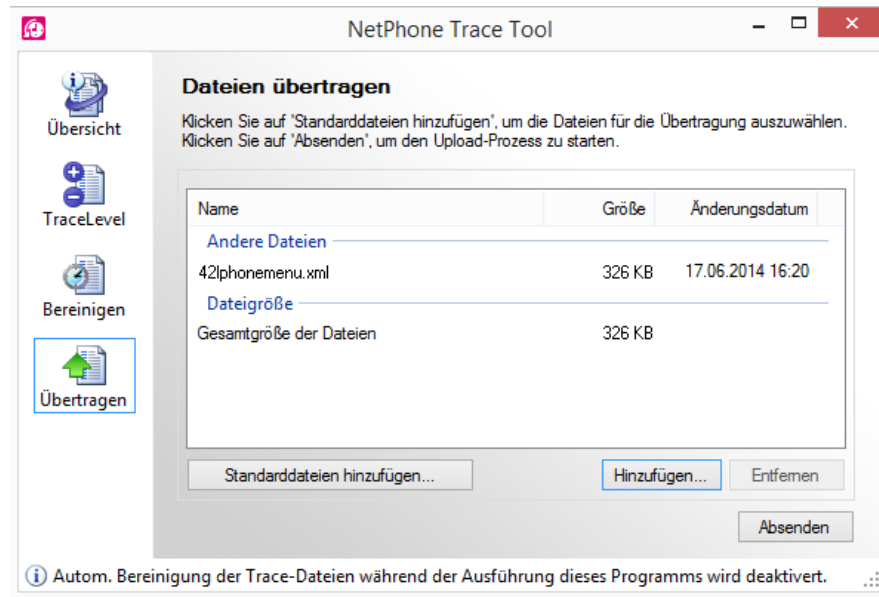 NetPhone Trace Tool
Übersicht
TraceLevel
Bereinigen
Übertragen
Dateien übertragen
Klicken Sie auf "Standarddateien hinzufügen", um die Dateien für die Übertragung auszuwählen.
Klicken Sie auf "Absenden", um den Upload-Prozess zu starten.
Name Größe Änderungsdatum
Andere Dateien
42lphonemenu.xml 326 KB 17.06.2014 16:20
Dateigröße
Gesamtgröße der Dateien 326 KB
Standarddateien hinzufügen... Hinzufügen... Entfernen
Absenden
Autom. Bereinigung der Trace-Dateien während der Ausführung dieses Programms wird deaktivert.